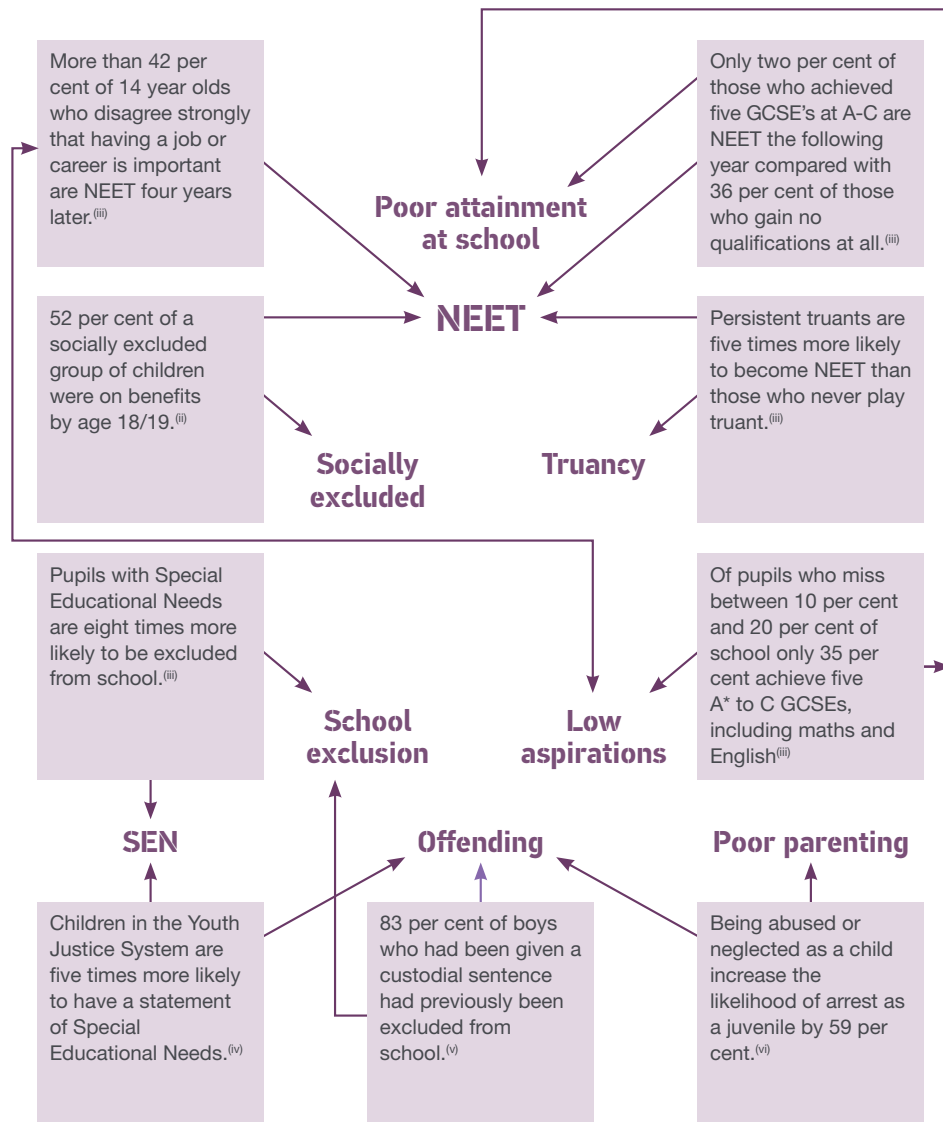 More than 42 per
cent of 14 year olds
who disagree strongly
that having a job or
career is important
are NEET four years
later.(iii)
Only two per cent of
those who achieved
five GCSE's at A-C are
NEET the following
year compared with
36 per cent of those
who gain no
qualifications at all.(iii)
Poor attainment
at school
NEET
52 per cent of a
socially excluded
group of children
were on benefits
by age 18/19.(ii)
Persistent truants are
five times more likely
to become NEET than
those who never play
truant.(iii)
Socially
excluded
Truancy
Pupils with Special
Educational Needs
are eight times more
likely to be excluded
from school.(iii)
Of pupils who miss
between 10 per cent
and 20 per cent of
school only 35 per
cent achieve five
A* to C GCSEs,
including maths and
English(iii)
School
exclusion
Low
aspirations
SEN
Offending
Poor parenting
Children in the Youth
Justice System are
five times more likely
to have a statement
of Special
Educational Needs.(iv)
83 per cent of boys
who had been given a
custodial sentence
had previously been
excluded from
school.(v)
Being abused or
neglected as a child
increase the
likelihood of arrest as
a juvenile by 59 per
cent.(vi)